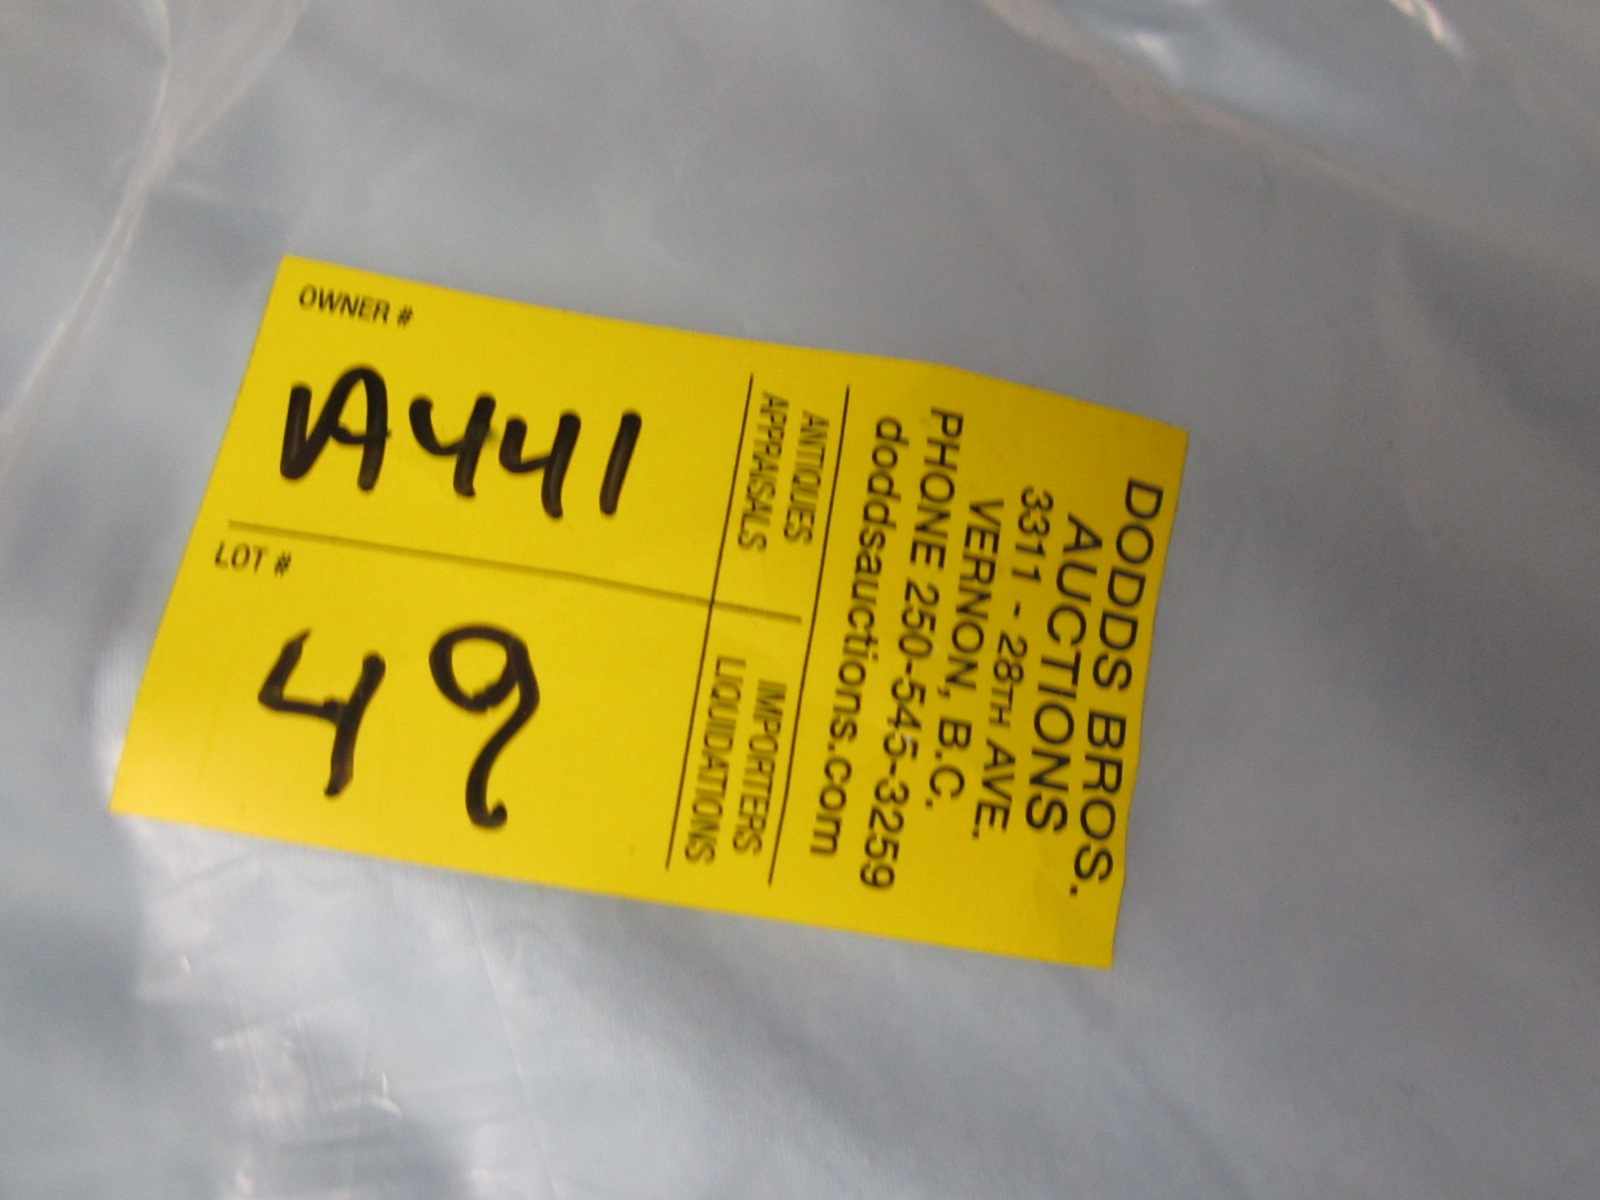 OWNER #
A441
LOT #
49
DODDS BROS.
AUCTIONS
3311 - 28TH AVE.
VERNON, B.C.
PHONE 250-545-3259
doddsauctions.com
ANTIQUES IMPORTERS
APPRAISALS LIQUIDATIONS